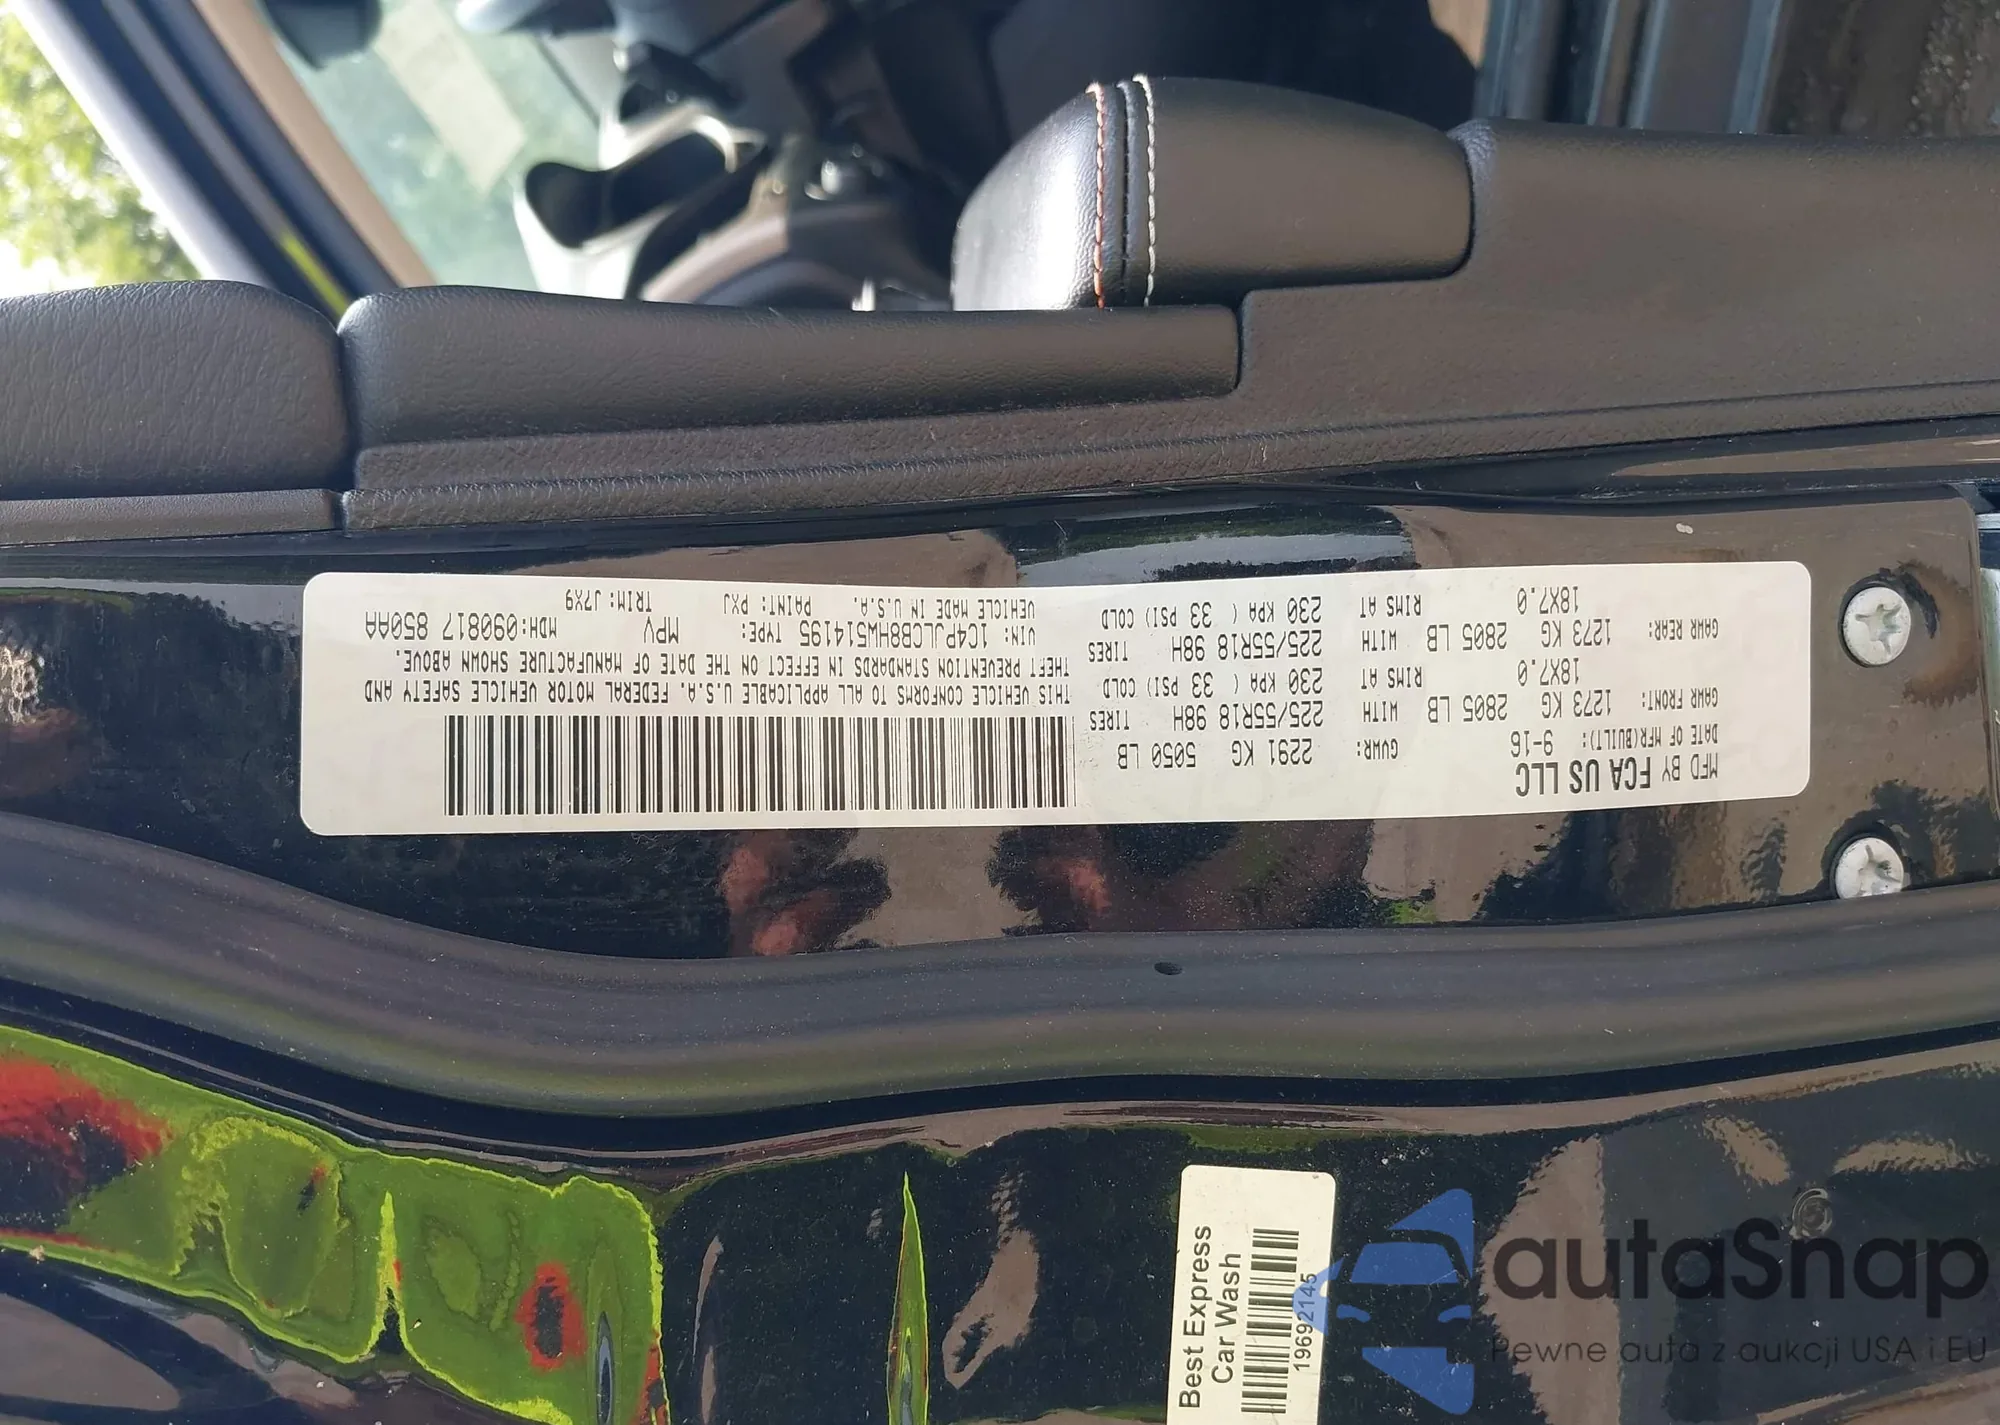 MFD BY FCA US LLC
DATE OF MFR(BUILT): 9-16
GVWR: 2291 KG 5050 LB
GAWR FRONT: 1273 KG 2805 LB WITH 225/55R18 98H TIRES
18X7.0 RIMS AT 230 KPA ( 33 PSI) COLD
GAWR REAR: 1273 KG 2805 LB WITH 225/55R18 98H TIRES
18X7.0 RIMS AT 230 KPA ( 33 PSI) COLD
THIS VEHICLE CONFORMS TO ALL APPLICABLE U.S.A. FEDERAL MOTOR VEHICLE SAFETY AND
THEFT PREVENTION STANDARDS IN EFFECT ON THE DATE OF MANUFACTURE SHOWN ABOVE.
VIN: 1C4PJLCB8HW514195 TYPE: MPV MDH:090817 850AA
VEHICLE MADE IN U.S.A. PAINT: PXJ TRIM: J7X9
Best Express
Car Wash
19692145
autaSnap
Pewne auta z aukcji USA i EU